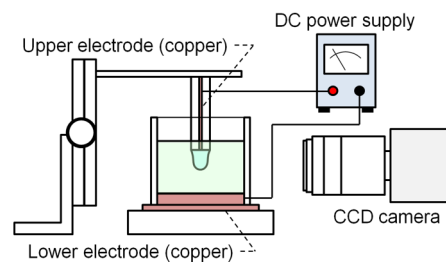 DC power supply
Upper electrode (copper)
CCD camera
Lower electrode (copper)